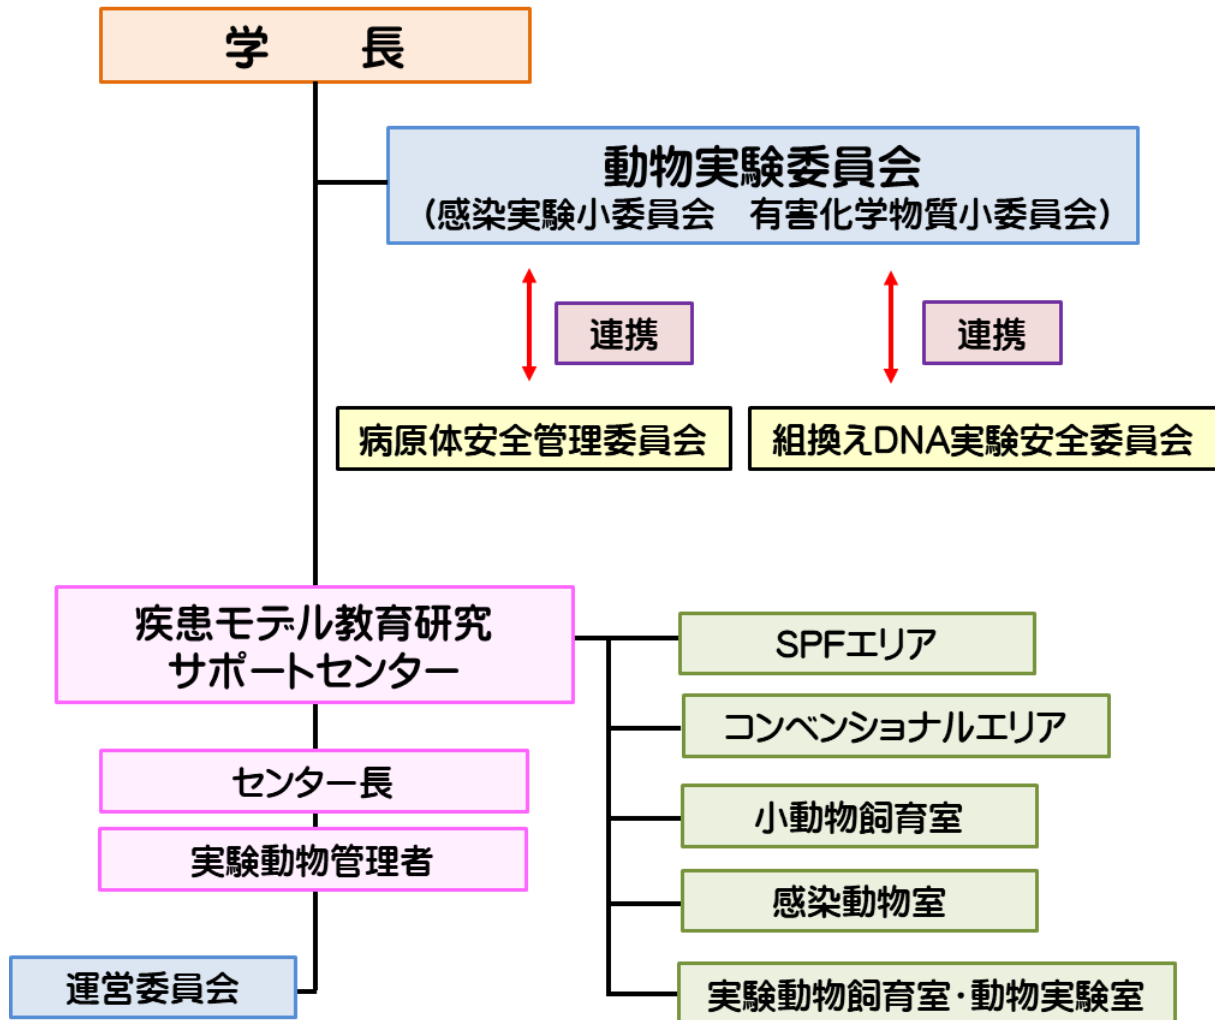 学　長
動物実験委員会
（感染実験小委員会　有害化学物質小委員会）
連携
連携
病原体安全管理委員会
組換えDNA実験安全委員会
疾患モデル教育研究
サポートセンター
SPFエリア
コンベンショナルエリア
センター長
小動物飼育室
実験動物管理者
感染動物室
運営委員会
実験動物飼育室・動物実験室